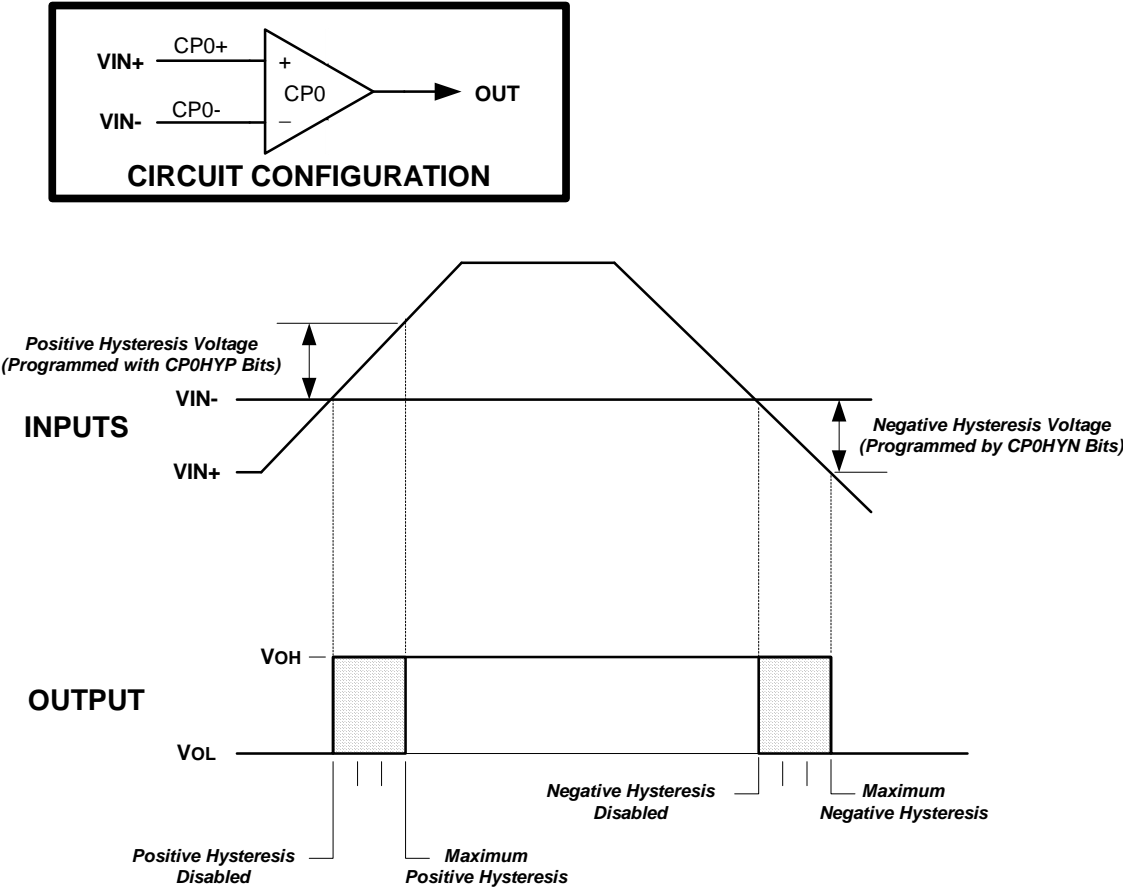 VIN+
CP0+
+
CP0
OUT
VIN-
CP0-
_
CIRCUIT CONFIGURATION
Positive Hysteresis Voltage
(Programmed with CP0HYP Bits)
VIN-
INPUTS
Negative Hysteresis Voltage
(Programmed by CP0HYN Bits)
VIN+
VOH
OUTPUT
VOL
Negative Hysteresis
Disabled
Maximum
Negative Hysteresis
Positive Hysteresis
Disabled
Maximum
Positive Hysteresis